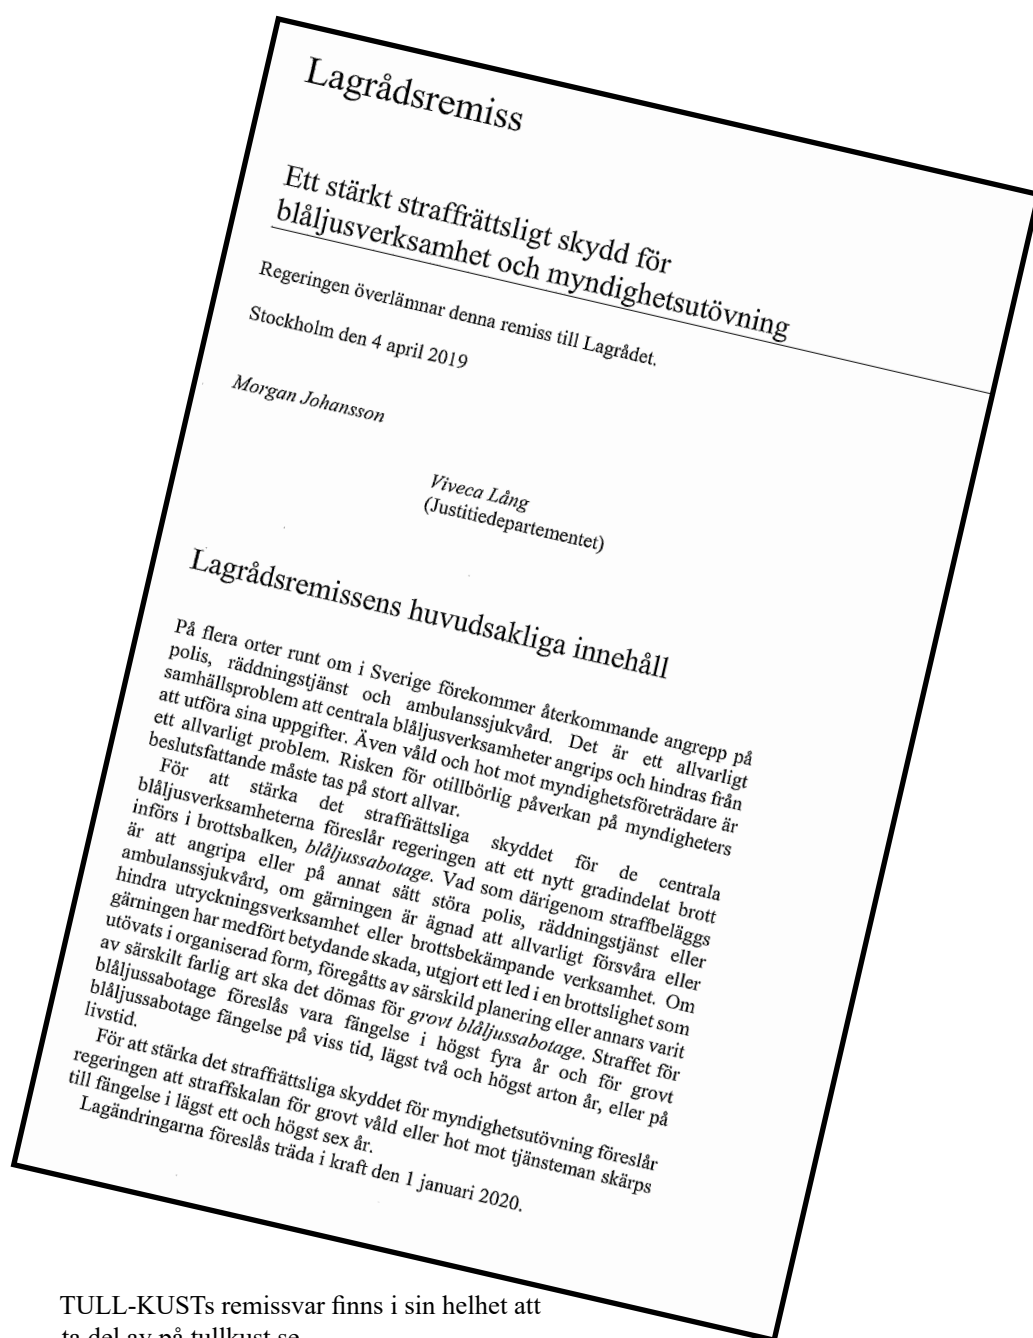 Lagrådsremiss
Ett stärkt straffrättsligt skydd för
blåljusverksamhet och myndighetsutövning
Regeringen överlämnar denna remiss till Lagrådet.
Stockholm den 4 april 2019
Morgan Johansson
Viveca Lång
(Justitiedepartementet)
Lagrådsremissens huvudsakliga innehåll
På flera orter runt om i Sverige förekommer återkommande angrepp på
polis, räddningstjänst och ambulanssjukvård. Det är ett allvarligt
samhällsproblem att centrala blåljusverksamheter angrips och hindras från
att utföra sina uppgifter. Även våld och hot mot myndighetsföreträdare är
ett allvarligt problem. Risken för otillbörlig påverkan på myndigheters
beslutsfattande måste tas på stort allvar.
För att stärka det straffrättsliga skyddet för de centrala
blåljusverksamheterna föreslår regeringen att ett nytt gradindelat brott
införs i brottsbalken, blåljussabotage. Vad som därigenom straffbeläggs
är att angripa eller på annat sätt störa polis, räddningstjänst eller
ambulanssjukvård, om gärningen är ägnad att allvarligt försvåra eller
hindra utryckningsverksamhet eller brottsbekämpande verksamhet. Om
gärningen har medfört betydande skada, utgjort ett led i en brottslighet som
utövats i organiserad form, föregåtts av särskild planering eller annars varit
av särskilt farlig art ska det dömas för grovt blåljussabotage. Straffet för
blåljussabotage föreslås vara fängelse i högst fyra år och för grovt
blåljussabotage fängelse på viss tid, lägst två och högst arton år, eller på
livstid.
För att stärka det straffrättsliga skyddet för myndighetsutövning föreslår
regeringen att straffskalan för grovt våld eller hot mot tjänsteman skärps
till fängelse i lägst ett och högst sex år.
Lagändringarna föreslås träda i kraft den 1 januari 2020.
TULL-KUSTs remissvar finns i sin helhet att
ta del av på tullkust.se